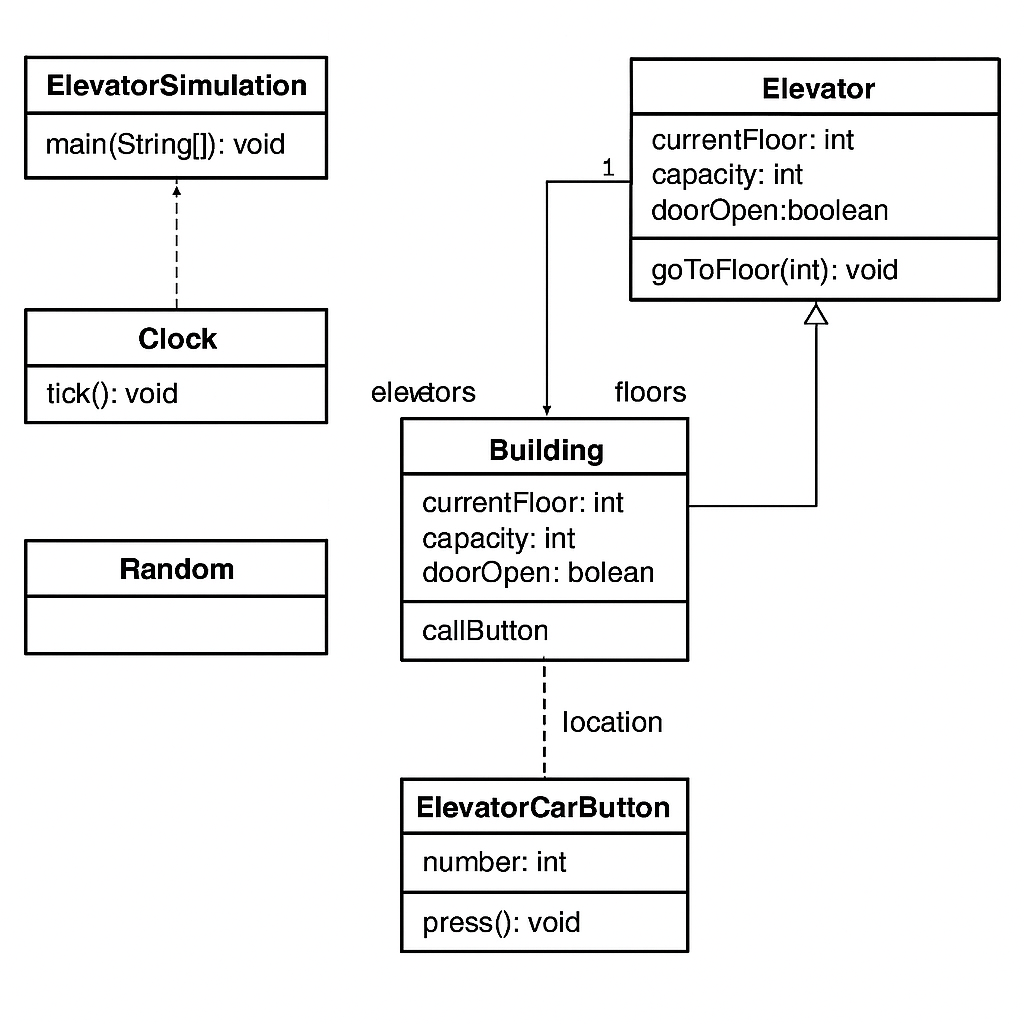 ElevatorSimulation
main(String[]): void
Clock
tick(): void
Random
Elevator
currentFloor: int
capacity: int
doorOpen:boolean
goToFloor(int): void
1
floors
Building
currentFloor: int
capacity: int
doorOpen: bolean
callButton
location
ElevatorCarButton
number: int
press(): void